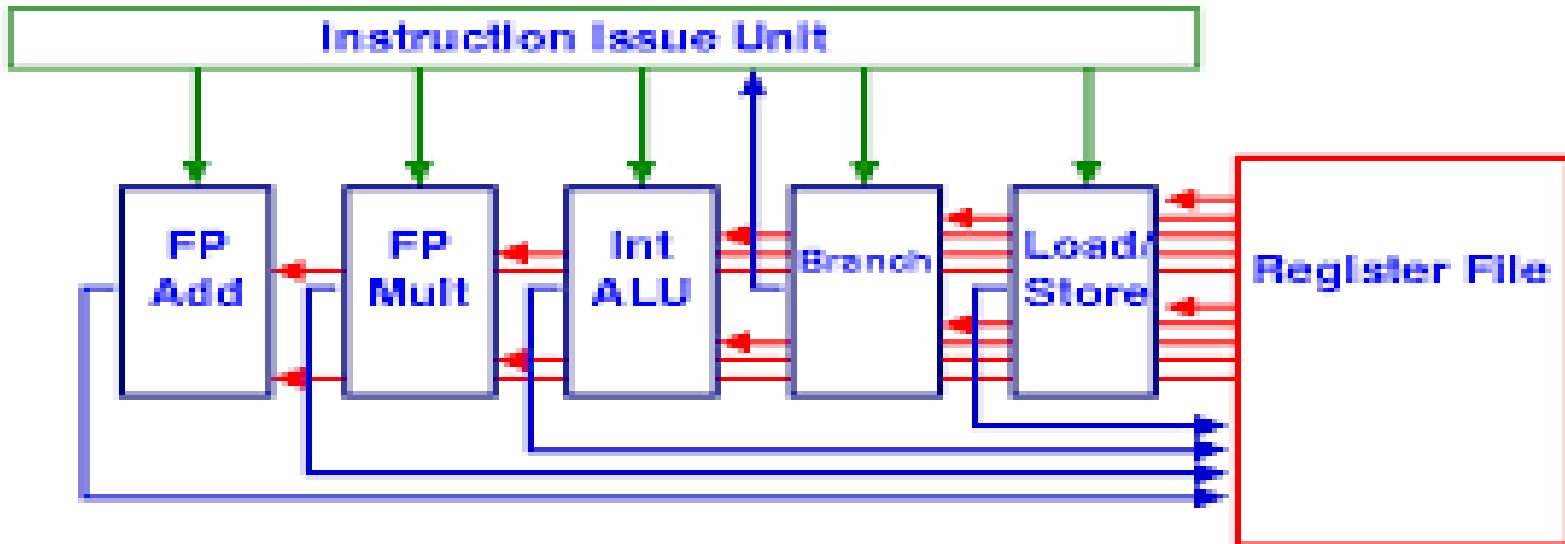 Instruction Issue Unit
FP
Add
FP
Mult
Int
ALU
Branch
Load/
Store
Register File